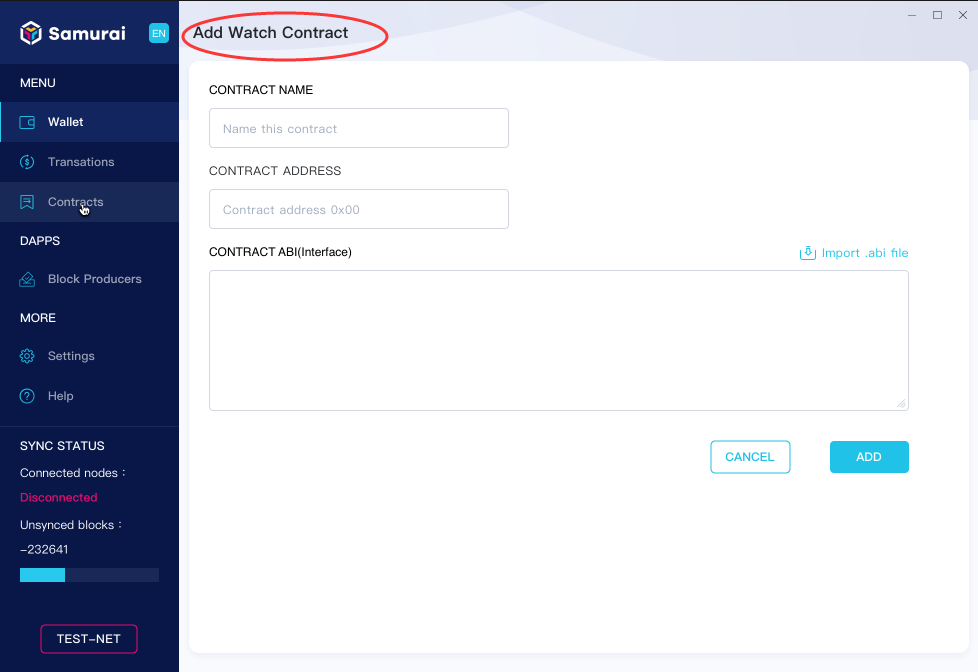 Samurai
EN
MENU
Wallet
Transations
Contracts
DAPPS
Block Producers
MORE
Settings
Help
SYNC STATUS
Connected nodes：
Disconnected
Unsynced blocks：
-232641
TEST-NET
Add Watch Contract
CONTRACT NAME
Name this contract
CONTRACT ADDRESS
Contract address 0x00
CONTRACT ABI(Interface)
Import .abi file
CANCEL
ADD